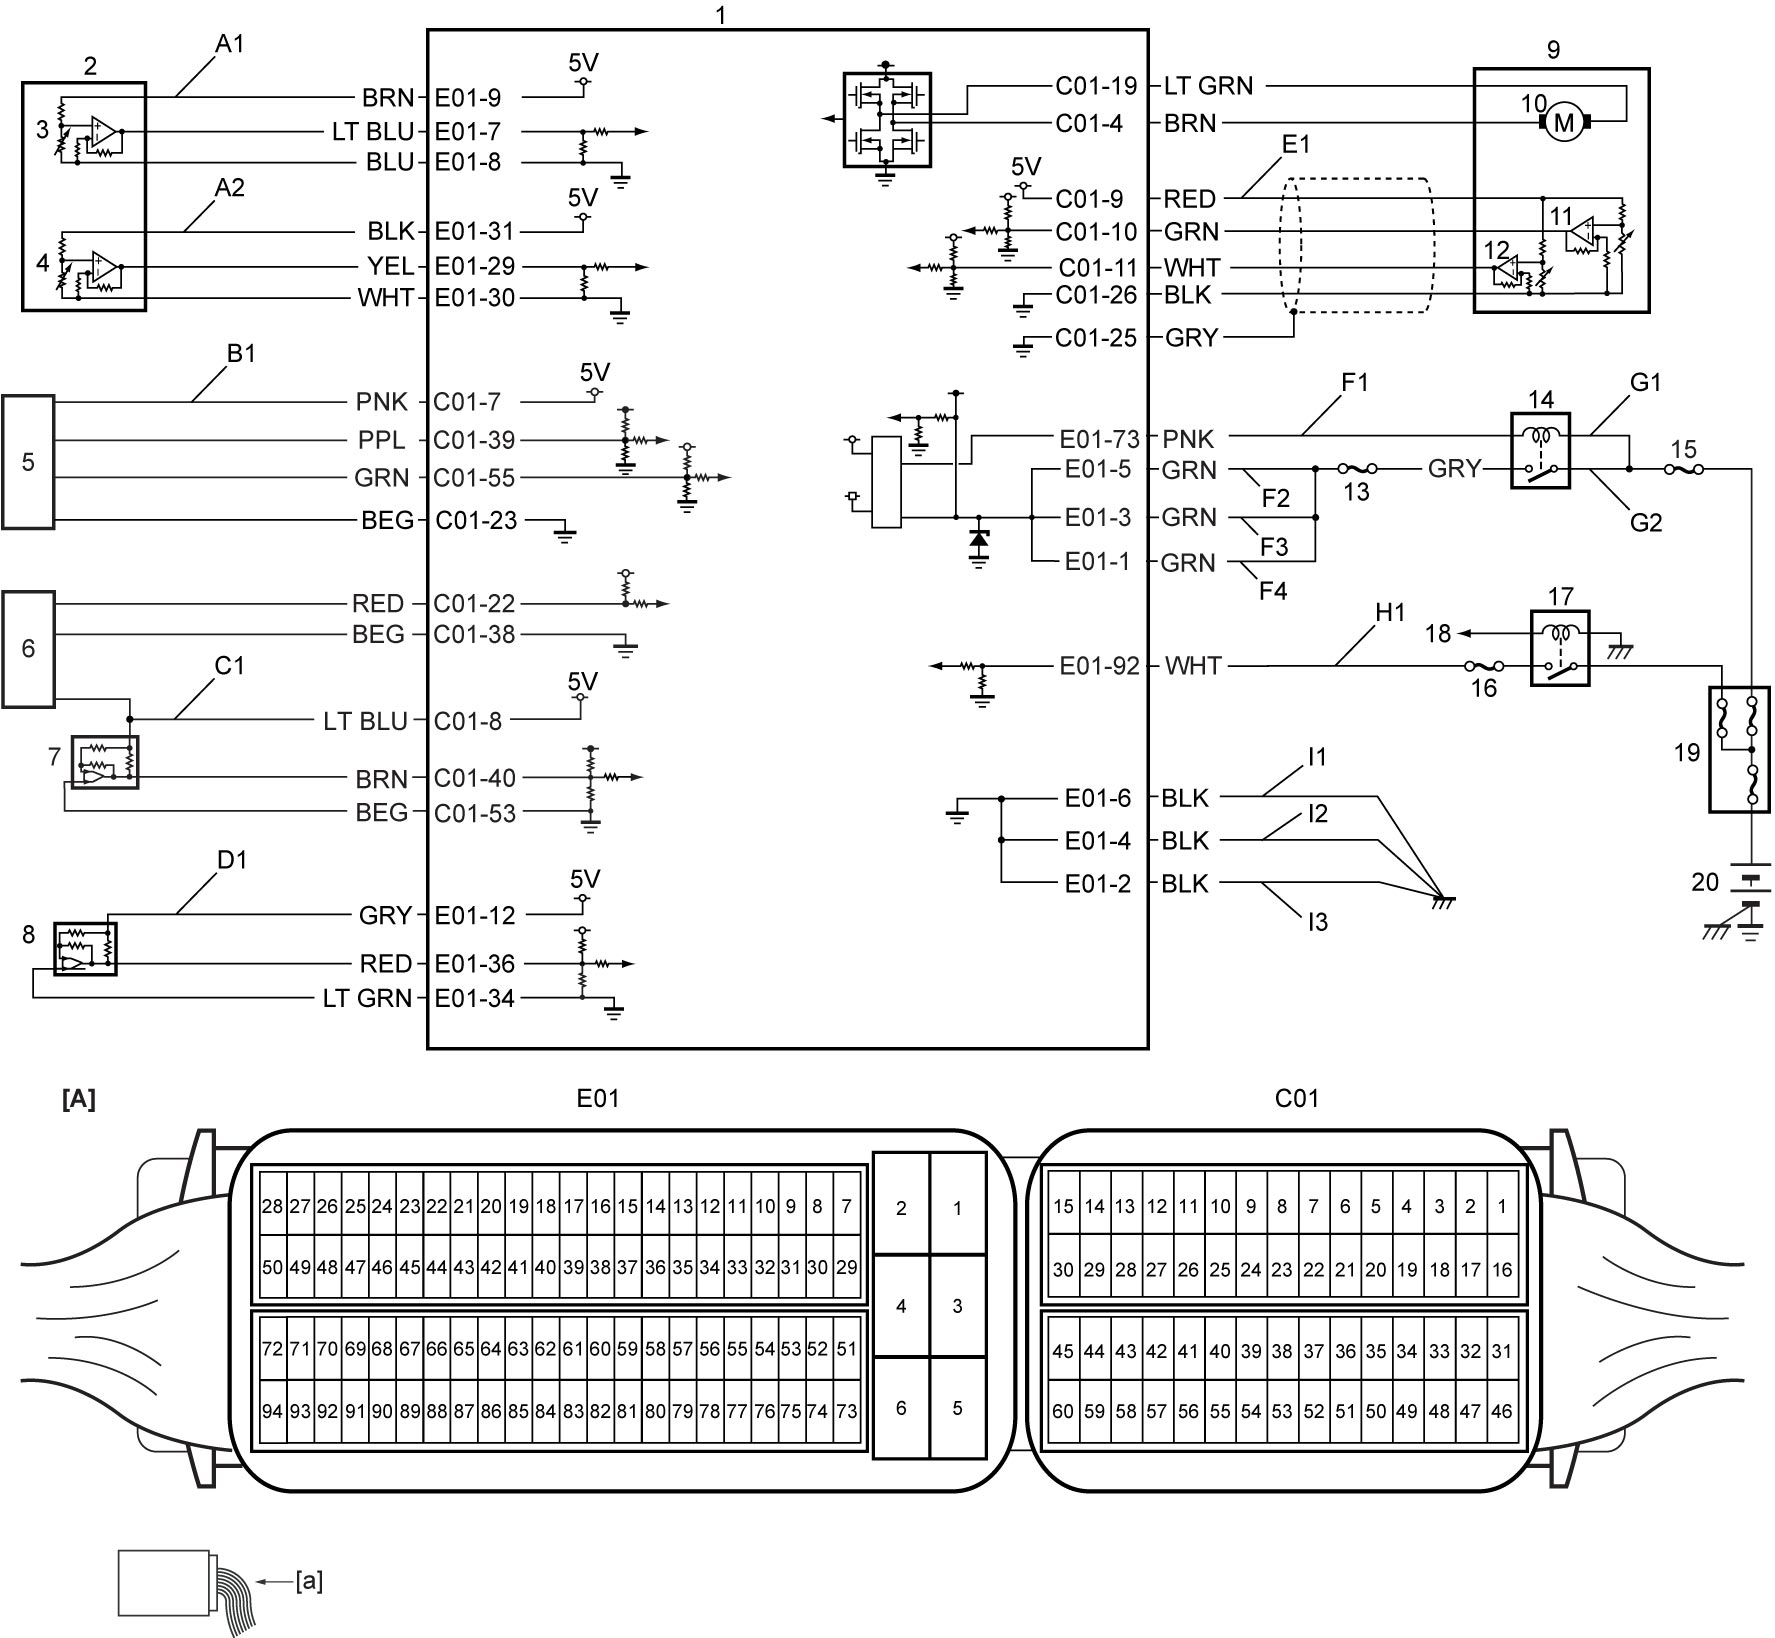 1
2
A1
3
BRN E01-9 5V
LT BLU E01-7
BLU E01-8
A2
4
BLK E01-31 5V
YEL E01-29
WHT E01-30
B1
5
PNK C01-7 5V
PPL C01-39
GRN C01-55
BEG C01-23
6
RED C01-22
BEG C01-38
C1
LT BLU C01-8 5V
7
BRN C01-40
BEG C01-53
D1
8
GRY E01-12 5V
RED E01-36
LT GRN E01-34
9
C01-19 LT GRN
10
M
C01-4 BRN
E1
5V C01-9 RED
11
C01-10 GRN
12
C01-11 WHT
C01-26 BLK
C01-25 GRY
F1
14
G1
E01-73 PNK
15
E01-5 GRN
F2
13
GRY
G2
E01-3 GRN
F3
E01-1 GRN
F4
H1
17
18
E01-92 WHT
16
19
I1
E01-6 BLK
I2
E01-4 BLK
E01-2 BLK
I3
20
[A]
E01
C01
28 27 26 25 24 23 22 21 20 19 18 17 16 15 14 13 12 11 10 9 8 7
50 49 48 47 46 45 44 43 42 41 40 39 38 37 36 35 34 33 32 31 30 29
72 71 70 69 68 67 66 65 64 63 62 61 60 59 58 57 56 55 54 53 52 51
94 93 92 91 90 89 88 87 86 85 84 83 82 81 80 79 78 77 76 75 74 73
2 1
4 3
6 5
15 14 13 12 11 10 9 8 7 6 5 4 3 2 1
30 29 28 27 26 25 24 23 22 21 20 19 18 17 16
45 44 43 42 41 40 39 38 37 36 35 34 33 32 31
60 59 58 57 56 55 54 53 52 51 50 49 48 47 46
[a]